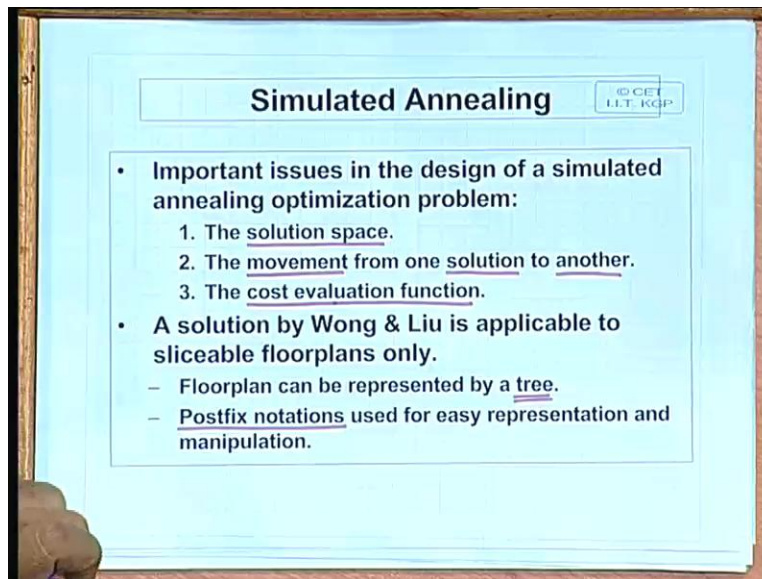 Simulated Annealing
© CET
I.I.T. KGP
• Important issues in the design of a simulated
annealing optimization problem:
1. The solution space.
2. The movement from one solution to another.
3. The cost evaluation function.
• A solution by Wong & Liu is applicable to
sliceable floorplans only.
– Floorplan can be represented by a tree.
– Postfix notations used for easy representation and
manipulation.